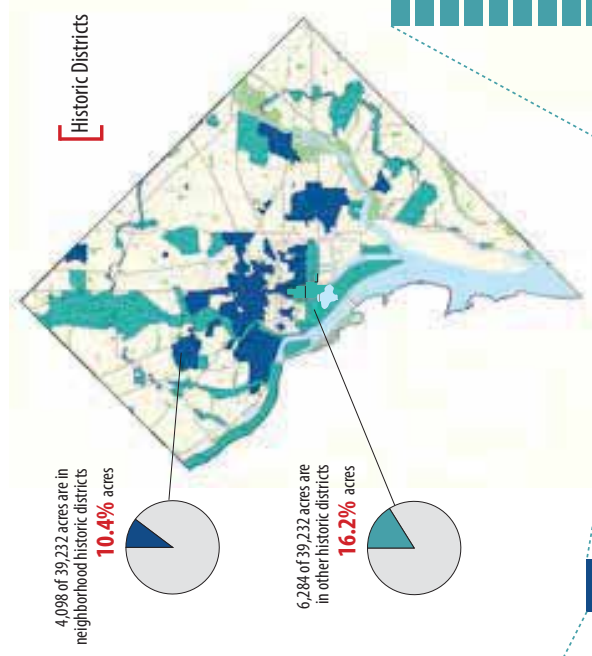 Historic Districts
4,098 of 39,232 acres are in
neighborhood historic districts
10.4% acres
6,284 of 39,232 acres are
in other historic districts
16.2% acres